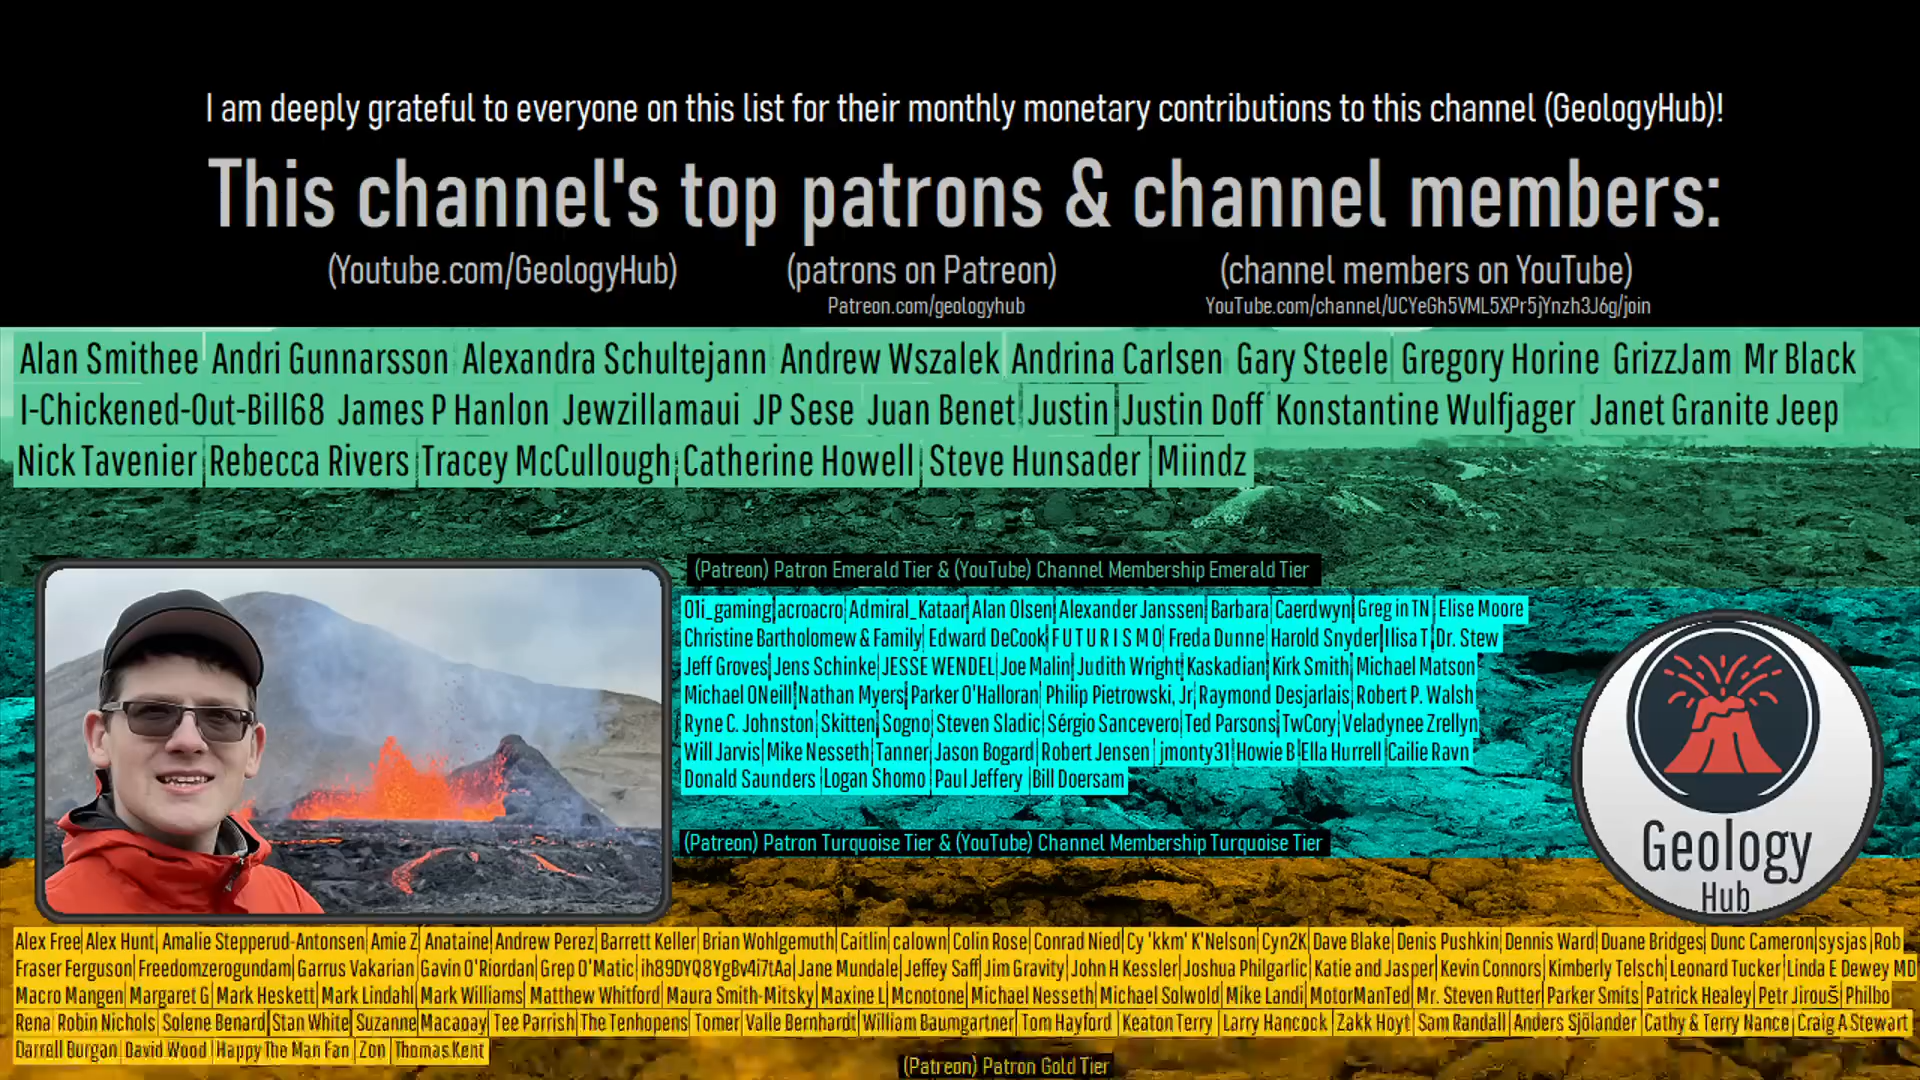 I am deeply grateful to everyone on this list for their monthly monetary contributions to this channel (GeologyHub)!
This channel's top patrons & channel members:
(Youtube.com/GeologyHub) (patrons on Patreon) (channel members on YouTube)
Patreon.com/geologyhub YouTube.com/channel/UCYeGh5VML5XPr5jYnzh3J6g/join
Alan Smithee Andri Gunnarsson Alexandra Schultejann Andrew Wszalek Andrina Carlsen Gary Steele Gregory Horine GrizzJam Mr Black
I-Chickened-Out-Bill68 James P Hanlon Jewzillamaui JP Sese Juan Benet Justin Justin Doff Konstantine Wulfjager Janet Granite Jeep
Nick Tavenier Rebecca Rivers Tracey McCullough Catherine Howell Steve Hunsader Miindz
(Patreon) Patron Emerald Tier & (YouTube) Channel Membership Emerald Tier
01i_gaming acroacro Admiral_Kataar Alan Olsen Alexander Janssen Barbara Caerdwyn Greg in TN Elise Moore
Christine Bartholomew & Family Edward DeCook F U T U R I S M O Freda Dunne Harold Snyder Ilisa T Dr. Stew
Jeff Groves Jens Schinke JESSE WENDEL Joe Malin Judith Wright Kaskadian Kirk Smith Michael Matson
Michael ONeill Nathan Myers Parker O'Halloran Philip Pietrowski, Jr Raymond Desjarlais Robert P. Walsh
Ryne C. Johnston Skitten Sogno Steven Sladic Sérgio Sancevero Ted Parsons TwCory Veladynee Zrellyn
Will Jarvis Mike Nesseth Tanner Jason Bogard Robert Jensen jmonty31 Howie B Ella Hurrell Cailie Ravn
Donald Saunders Logan Shomo Paul Jeffery Bill Doersam
(Patreon) Patron Turquoise Tier & (YouTube) Channel Membership Turquoise Tier
Geology
Hub
Alex Free Alex Hunt Amalie Stepperud-Antonsen Amie Z Anataine Andrew Perez Barrett Keller Brian Wohlgemuth Caitlin calown Colin Rose Conrad Nied Cy 'kkm' K'Nelson Cyn2K Dave Blake Denis Pushkin Dennis Ward Duane Bridges Dunc Cameron sysjas Rob
Fraser Ferguson Freedomzerogundam Garrus Vakarian Gavin O'Riordan Grep O'Matic ih89DYQ8YgBv4i7tAa Jane Mundale Jeffey Saff Jim Gravity John H Kessler Joshua Philgarlic Katie and Jasper Kevin Connors Kimberly Telsch Leonard Tucker Linda E Dewey MD
Macro Mangen Margaret G Mark Heskett Mark Lindahl Mark Williams Matthew Whitford Maura Smith-Mitsky Maxine L Mcnotone Michael Nesseth Michael Solwold Mike Landi MotorManTed Mr. Steven Rutter Parker Smits Patrick Healey Petr Jirouš Philbo
Rena Robin Nichols Solene Benard Stan White Suzanne Macaoay Tee Parrish The Tenhopens Tomer Valle Bernhardt William Baumgartner Tom Hayford Keaton Terry Larry Hancock Zakk Hoyt Sam Randall Anders Sjölander Cathy & Terry Nance Craig A Stewart
Darrell Burgan David Wood Happy The Man Fan Zon Thomas Kent
(Patreon) Patron Gold Tier